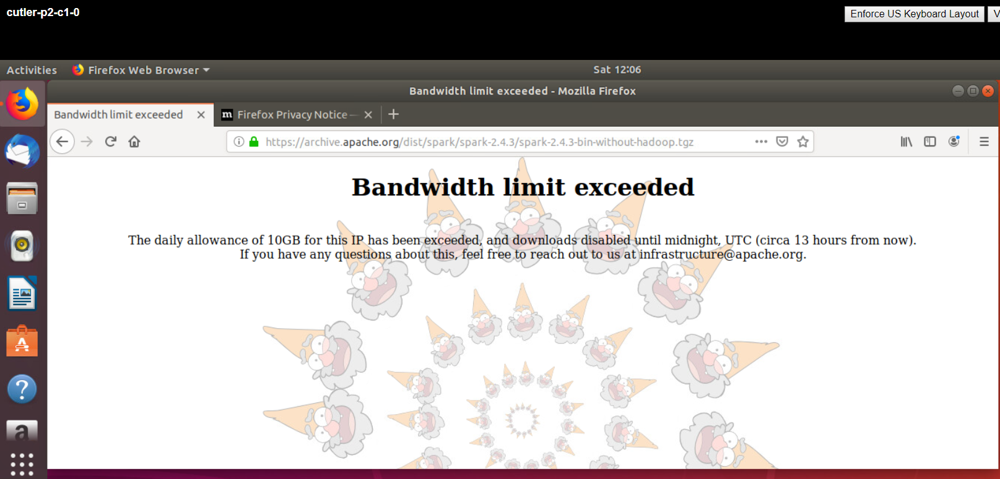 cutler-p2-c1-0
Enforce US Keyboard Layout
V
Activities
Firefox Web Browser
Sat 12:06
Bandwidth limit exceeded - Mozilla Firefox
Bandwidth limit exceeded
m Firefox Privacy Notice —
https://archive.apache.org/dist/spark/spark-2.4.3/spark-2.4.3-bin-without-hadoop.tgz
Bandwidth limit exceeded
The daily allowance of 10GB for this IP has been exceeded, and downloads disabled until midnight, UTC (circa 13 hours from now).
If you have any questions about this, feel free to reach out to us at infrastructure@apache.org.
A
?
a